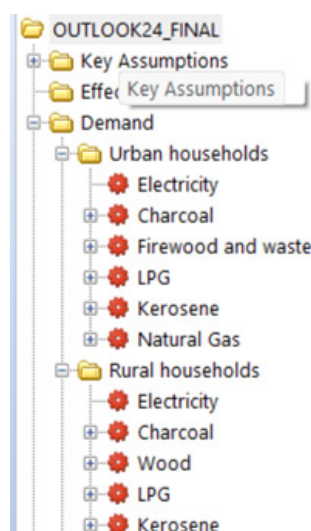 OUTLOOK24_FINAL
Key Assumptions
Effec Key Assumptions
Demand
Urban households
Electricity
Charcoal
Firewood and waste
LPG
Kerosene
Natural Gas
Rural households
Electricity
Charcoal
Wood
LPG
Kerosene